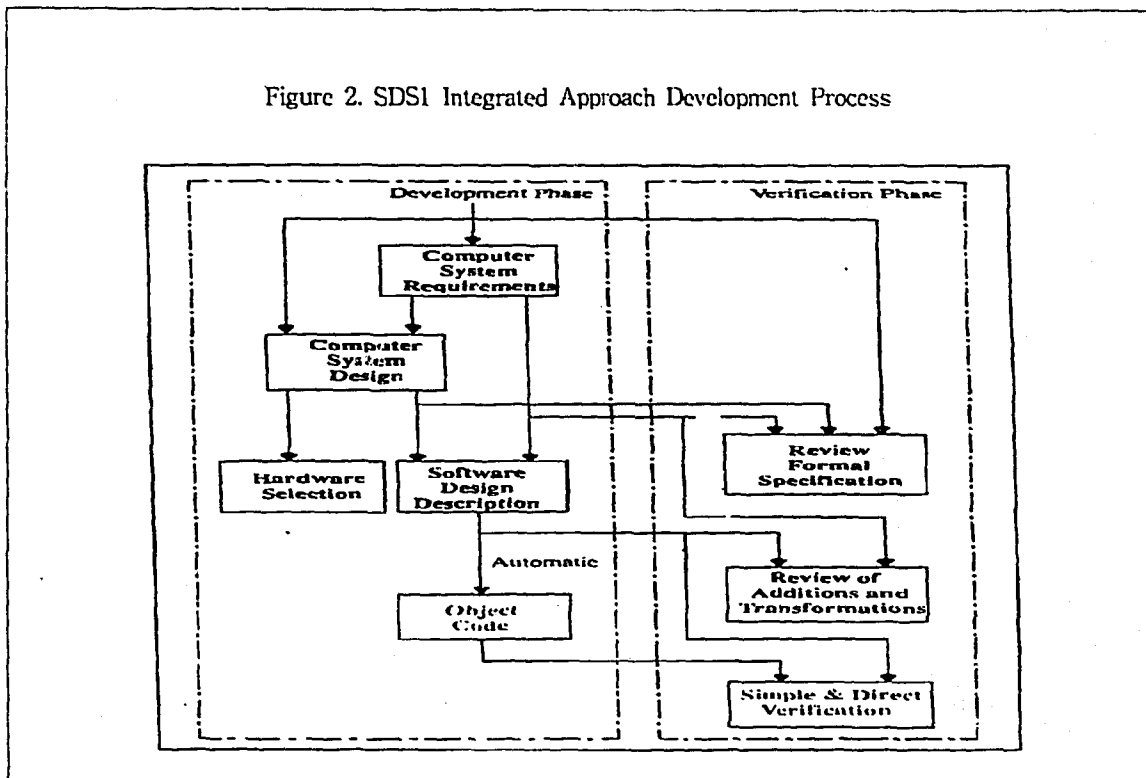 Figure 2. SDS1 Integrated Approach Development Process
Development Phase
Verification Phase
Computer
System
Requirements
Computer
System
Design
Hardware
Selection
Software
Design
Description
Review
Formal
Specification
Automatic
Object
Code
Review of
Additions and
Transformations
Simple & Direct
Verification